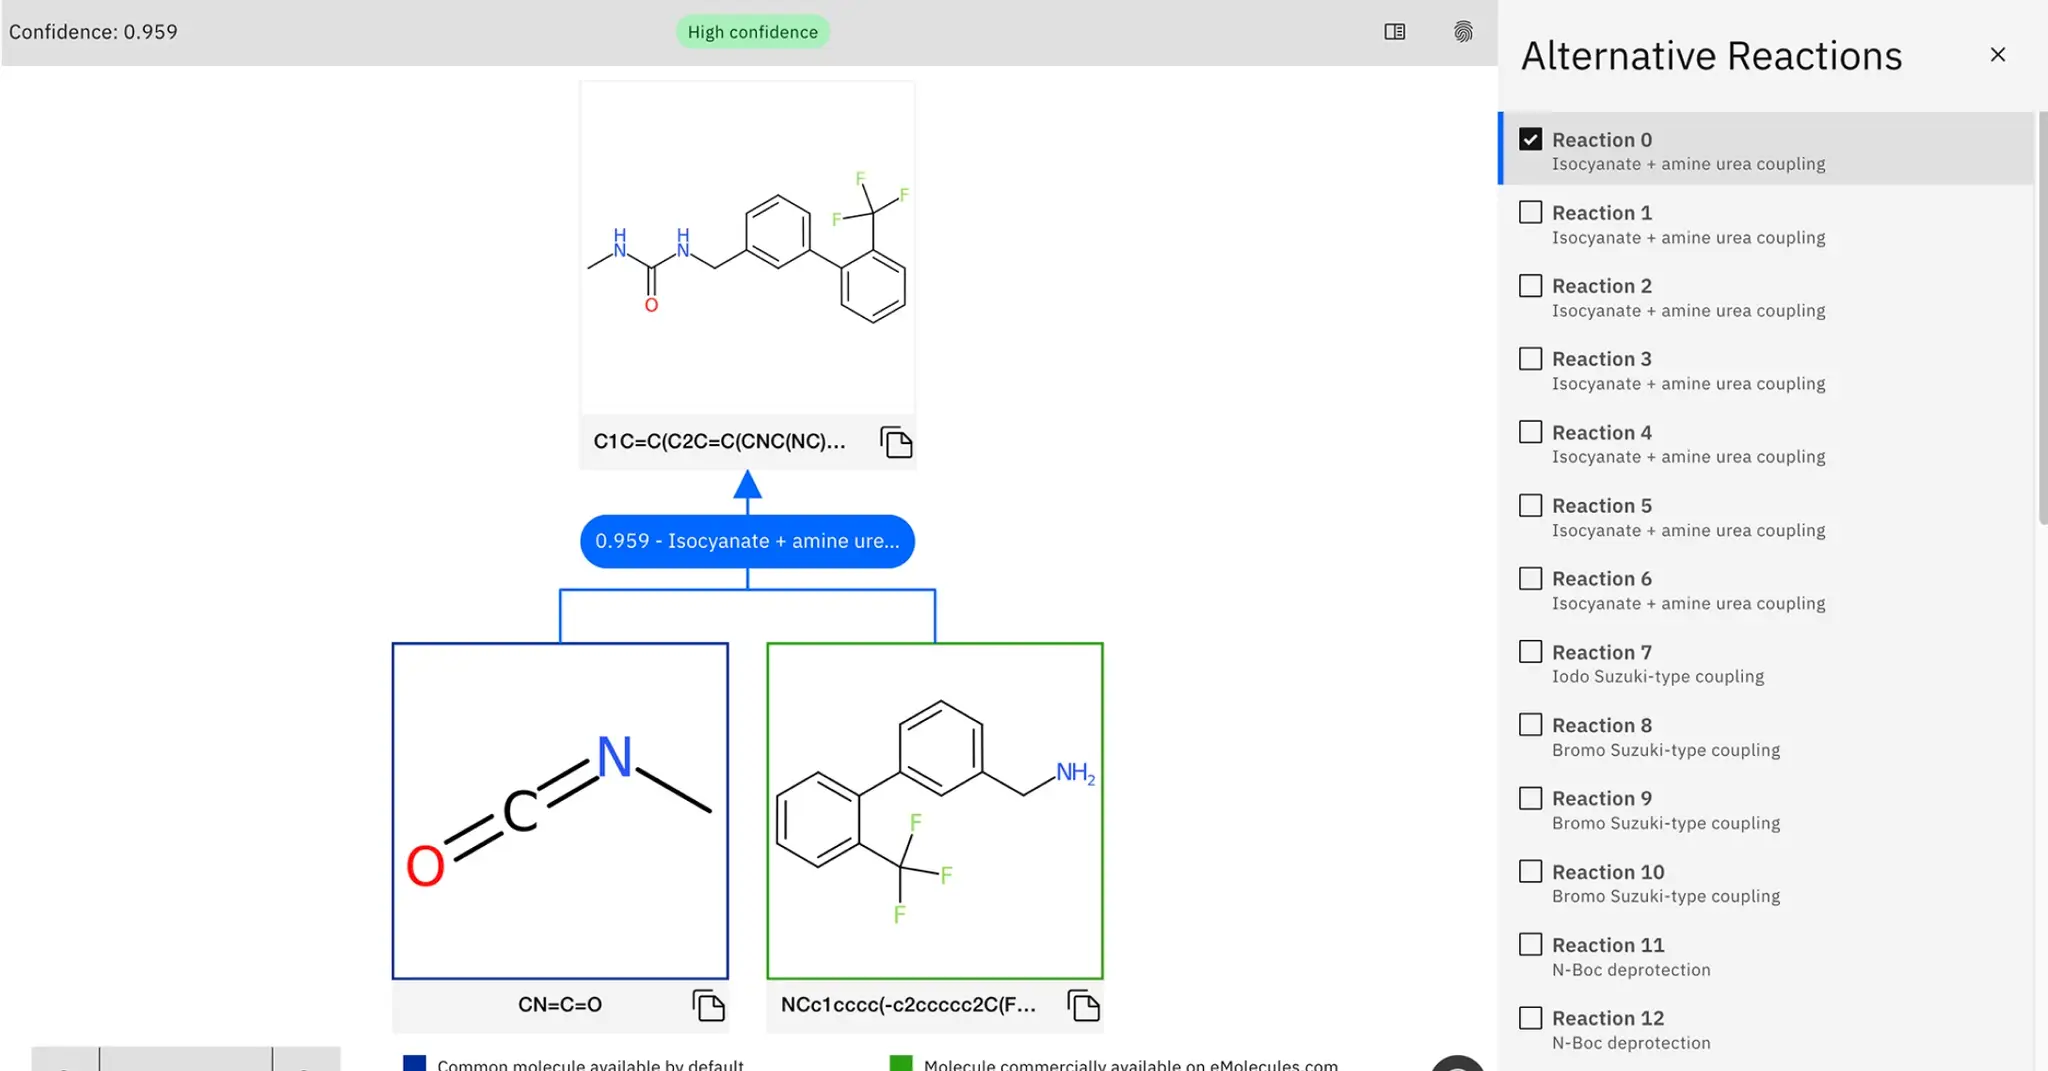 Confidence: 0.959
High confidence
F
F
F
H
N
H
N
O
C1C=C(C2C=C(CNC(NC)...
0.959 - Isocyanate + amine ure...
O
C
N
NH2
F
F
F
CN=C=O
NCc1cccc(-c2ccccc2C(F...
Common molecule available by default
Molecule commercially available on eMolecules.com
Alternative Reactions
Reaction 0
Isocyanate + amine urea coupling
Reaction 1
Isocyanate + amine urea coupling
Reaction 2
Isocyanate + amine urea coupling
Reaction 3
Isocyanate + amine urea coupling
Reaction 4
Isocyanate + amine urea coupling
Reaction 5
Isocyanate + amine urea coupling
Reaction 6
Isocyanate + amine urea coupling
Reaction 7
Iodo Suzuki-type coupling
Reaction 8
Bromo Suzuki-type coupling
Reaction 9
Bromo Suzuki-type coupling
Reaction 10
Bromo Suzuki-type coupling
Reaction 11
N-Boc deprotection
Reaction 12
N-Boc deprotection